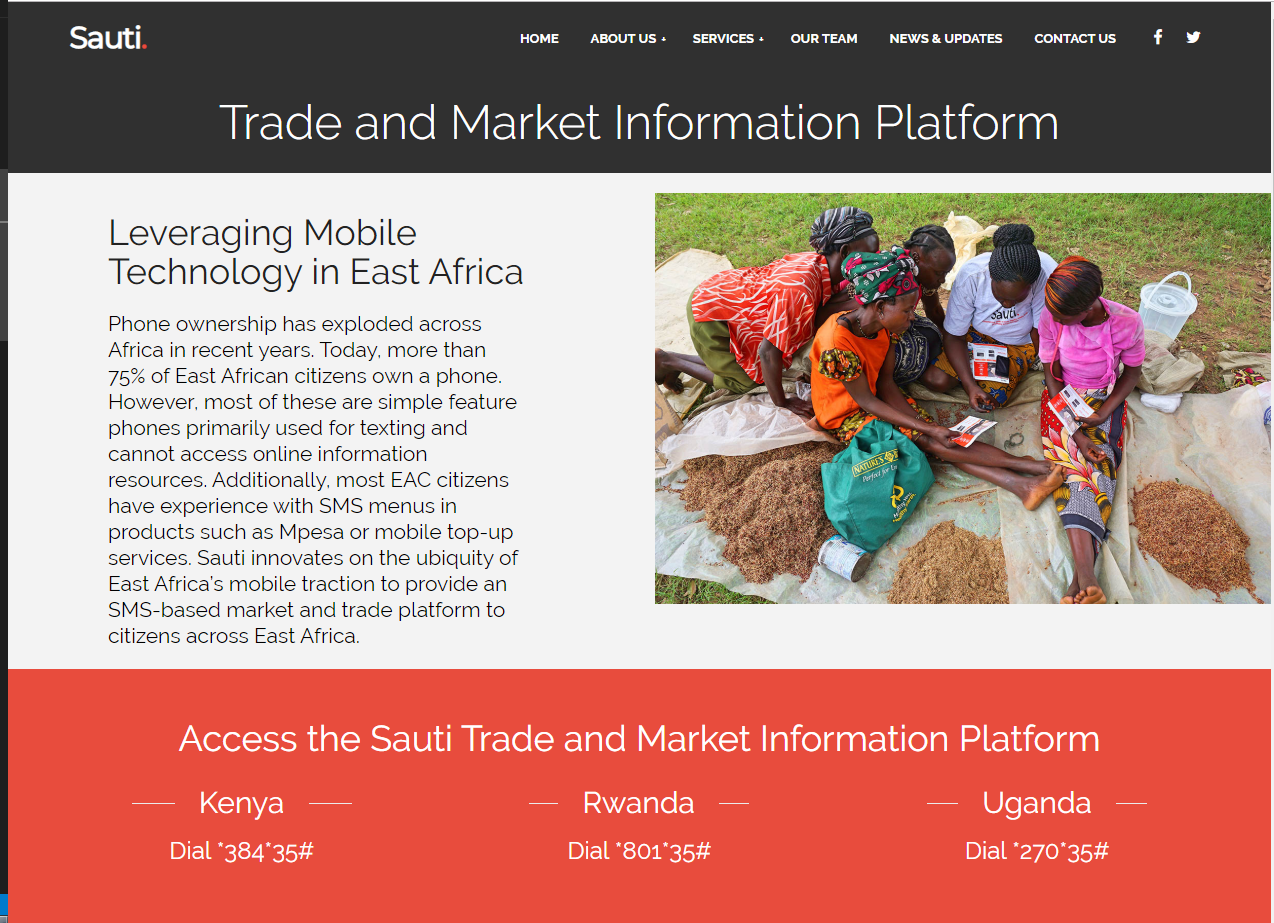 Sauti.
HOME ABOUT US + SERVICES + OUR TEAM NEWS & UPDATES CONTACT US
Trade and Market Information Platform
Leveraging Mobile
Technology in East Africa
Phone ownership has exploded across
Africa in recent years. Today, more than
75% of East African citizens own a phone.
However, most of these are simple feature
phones primarily used for texting and
cannot access online information
resources. Additionally, most EAC citizens
have experience with SMS menus in
products such as Mpesa or mobile top-up
services. Sauti innovates on the ubiquity of
East Africa's mobile traction to provide an
SMS-based market and trade platform to
citizens across East Africa.
Sauti
NATURE'S
Perfect for
Access the Sauti Trade and Market Information Platform
Kenya Rwanda Uganda
Dial *384*35# Dial *801*35# Dial *270*35#